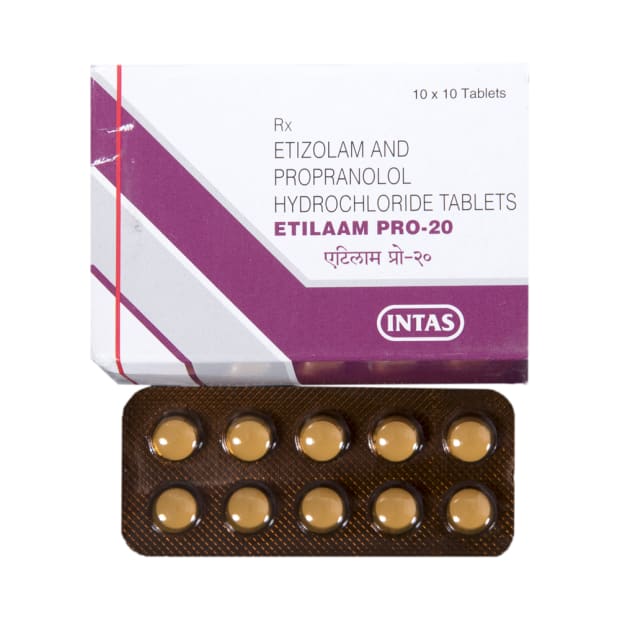 10 x 10 Tablets
Rx
ETIZOLAM AND
PROPRANOLOL
HYDROCHLORIDE TABLETS
ETILAAM PRO-20
एटिलाम प्रो-२०
INTAS